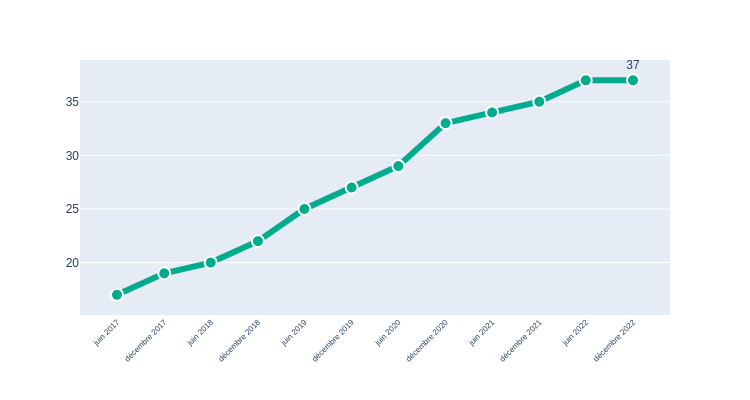 37
35
30
25
20
juin 2017
décembre 2017
juin 2018
décembre 2018
juin 2019
décembre 2019
juin 2020
décembre 2020
juin 2021
décembre 2021
juin 2022
décembre 2022